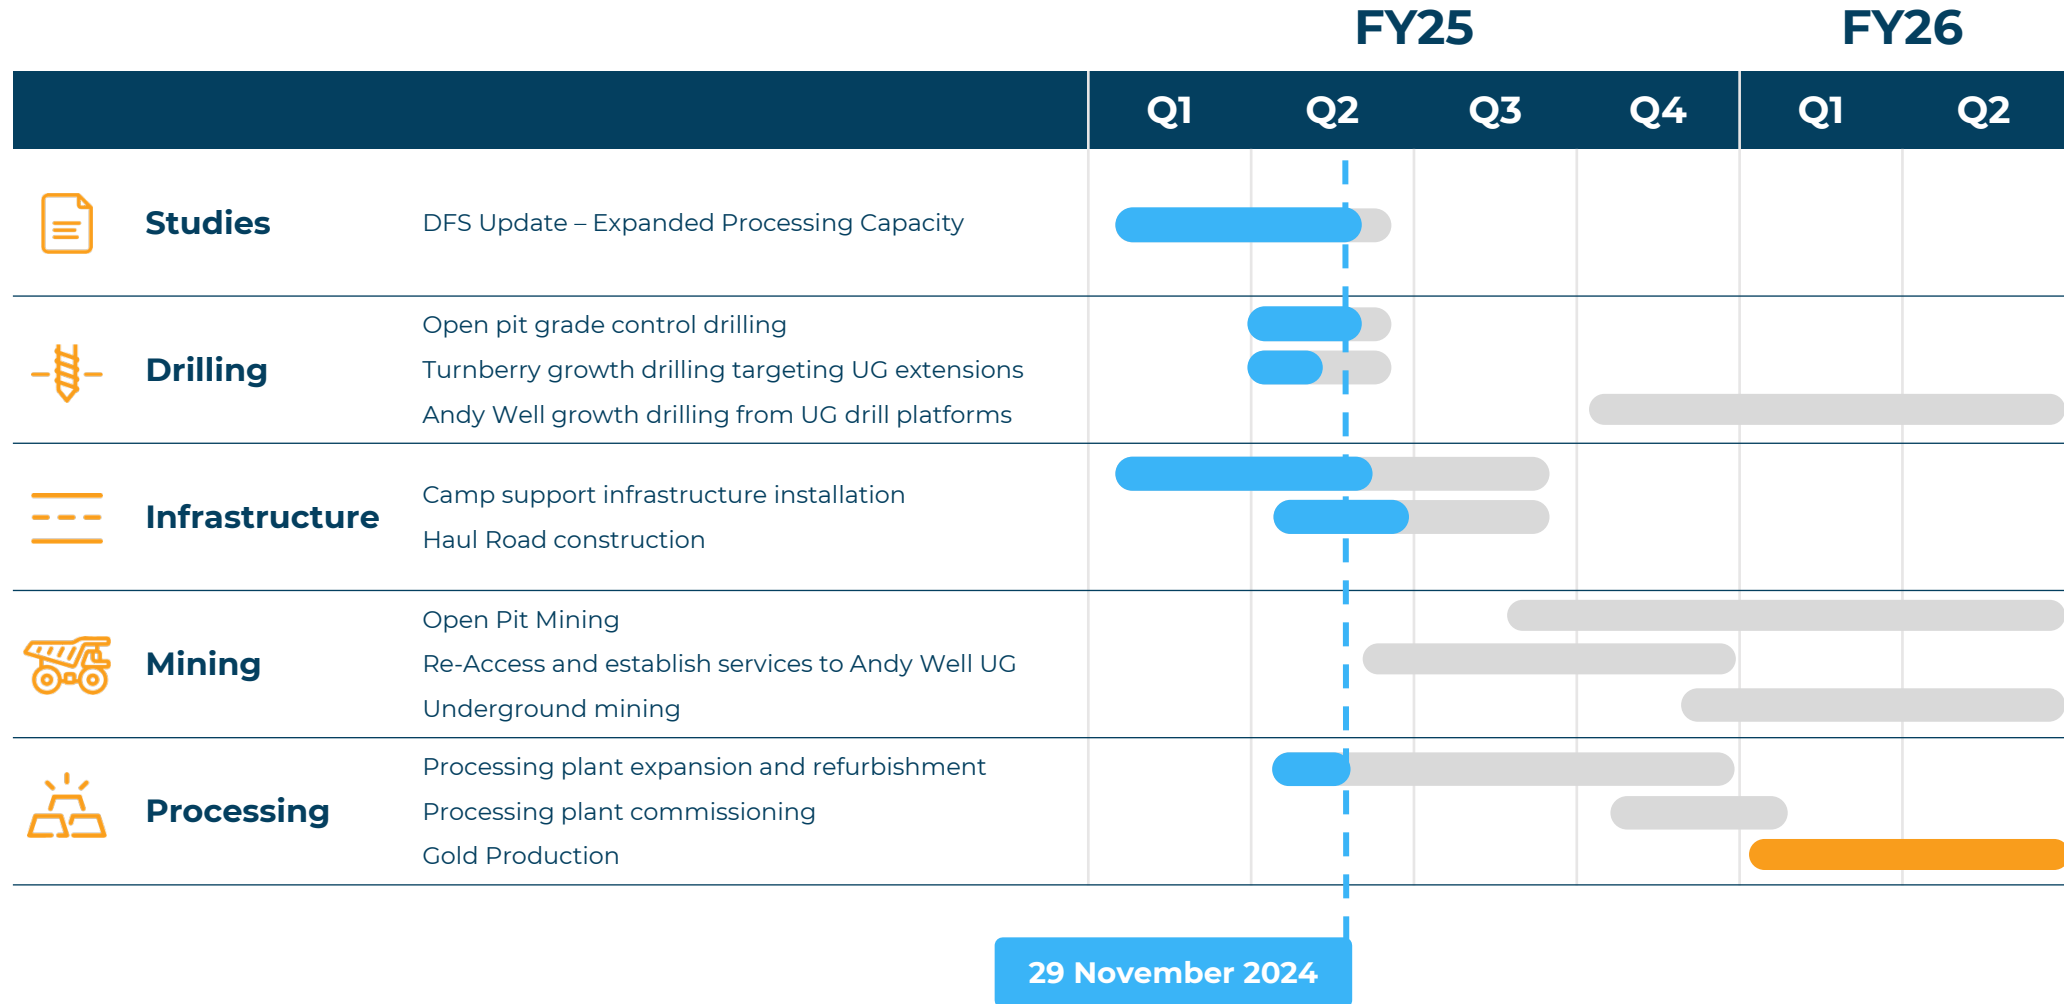 FY25 FY26
Q1 Q2 Q3 Q4 Q1 Q2
Studies DFS Update – Expanded Processing Capacity
Drilling
Open pit grade control drilling
Turnberry growth drilling targeting UG extensions
Andy Well growth drilling from UG drill platforms
Infrastructure
Camp support infrastructure installation
Haul Road construction
Mining
Open Pit Mining
Re-Access and establish services to Andy Well UG
Underground mining
Processing
Processing plant expansion and refurbishment
Processing plant commissioning
Gold Production
29 November 2024